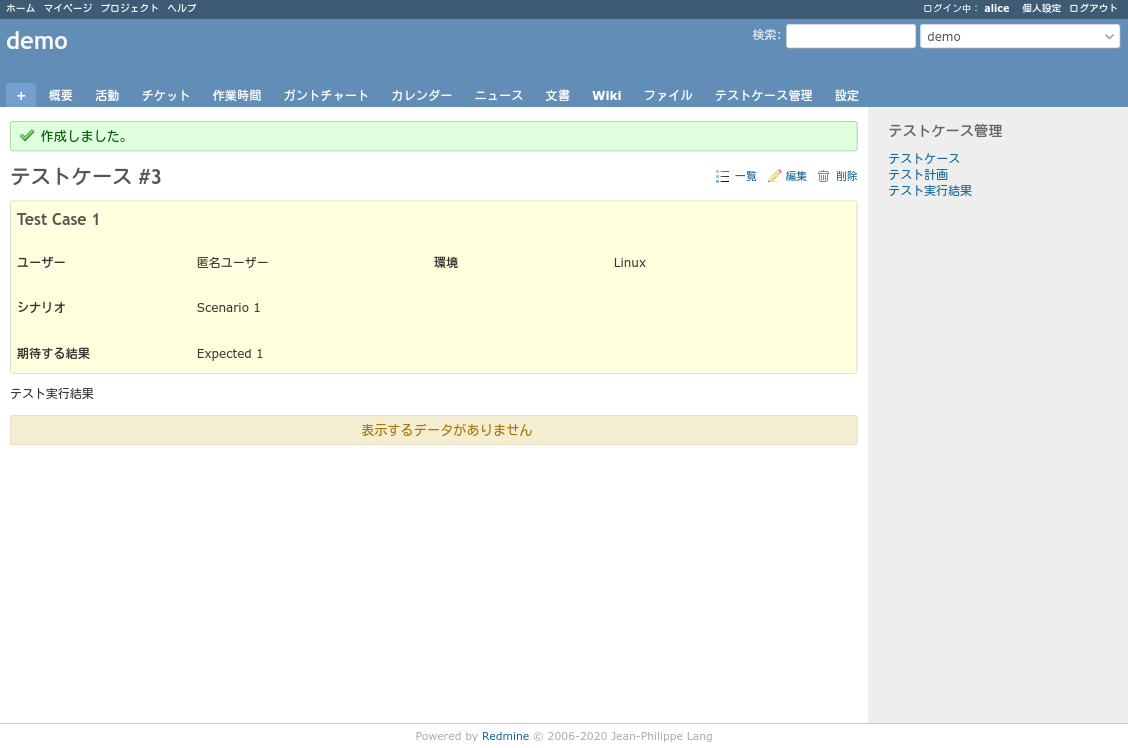 ホーム マイページ プロジェクト ヘルプ ログイン中： alice 個人設定 ログアウト
demo 検索: demo
+ 概要 活動 チケット 作業時間 ガントチャート カレンダー ニュース 文書 Wiki ファイル テストケース管理 設定
作成しました。
テストケース #3 一覧 編集 削除
Test Case 1
ユーザー 匿名ユーザー 環境 Linux
シナリオ Scenario 1
期待する結果 Expected 1
テスト実行結果
表示するデータがありません
テストケース管理
テストケース
テスト計画
テスト実行結果
Powered by Redmine © 2006-2020 Jean-Philippe Lang